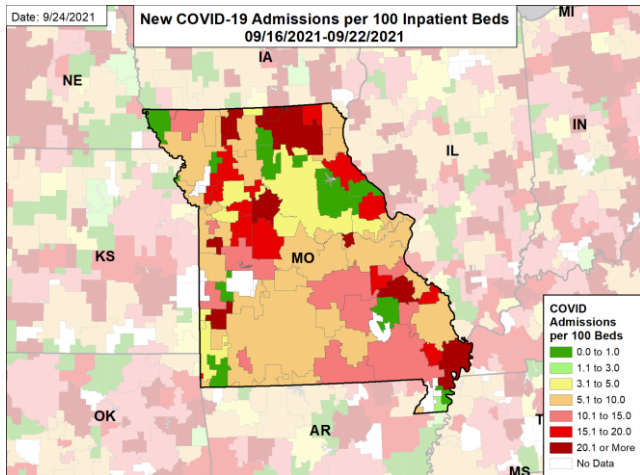 Date: 9/24/2021
New COVID-19 Admissions per 100 Inpatient Beds
09/16/2021-09/22/2021
MI
IA
NE
IN
IL
KS
MO
COVID
Admissions
per 100 Beds
0.0 to 1.0
1.1 to 3.0
3.1 to 5.0
5.1 to 10.0
10.1 to 15.0
15.1 to 20.0
20.1 or More
No Data
OK
AR
T
MS